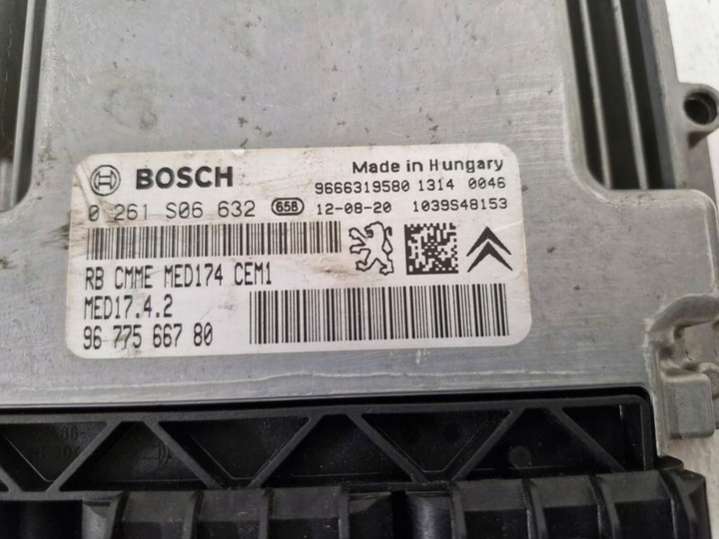 BOSCH
Made in Hungary
9666319580 1314 0046
0 261 S06 632 65B 12-08-20 1039S48153
RB CMME MED174 CEM1
MED17.4.2
96 775 667 80